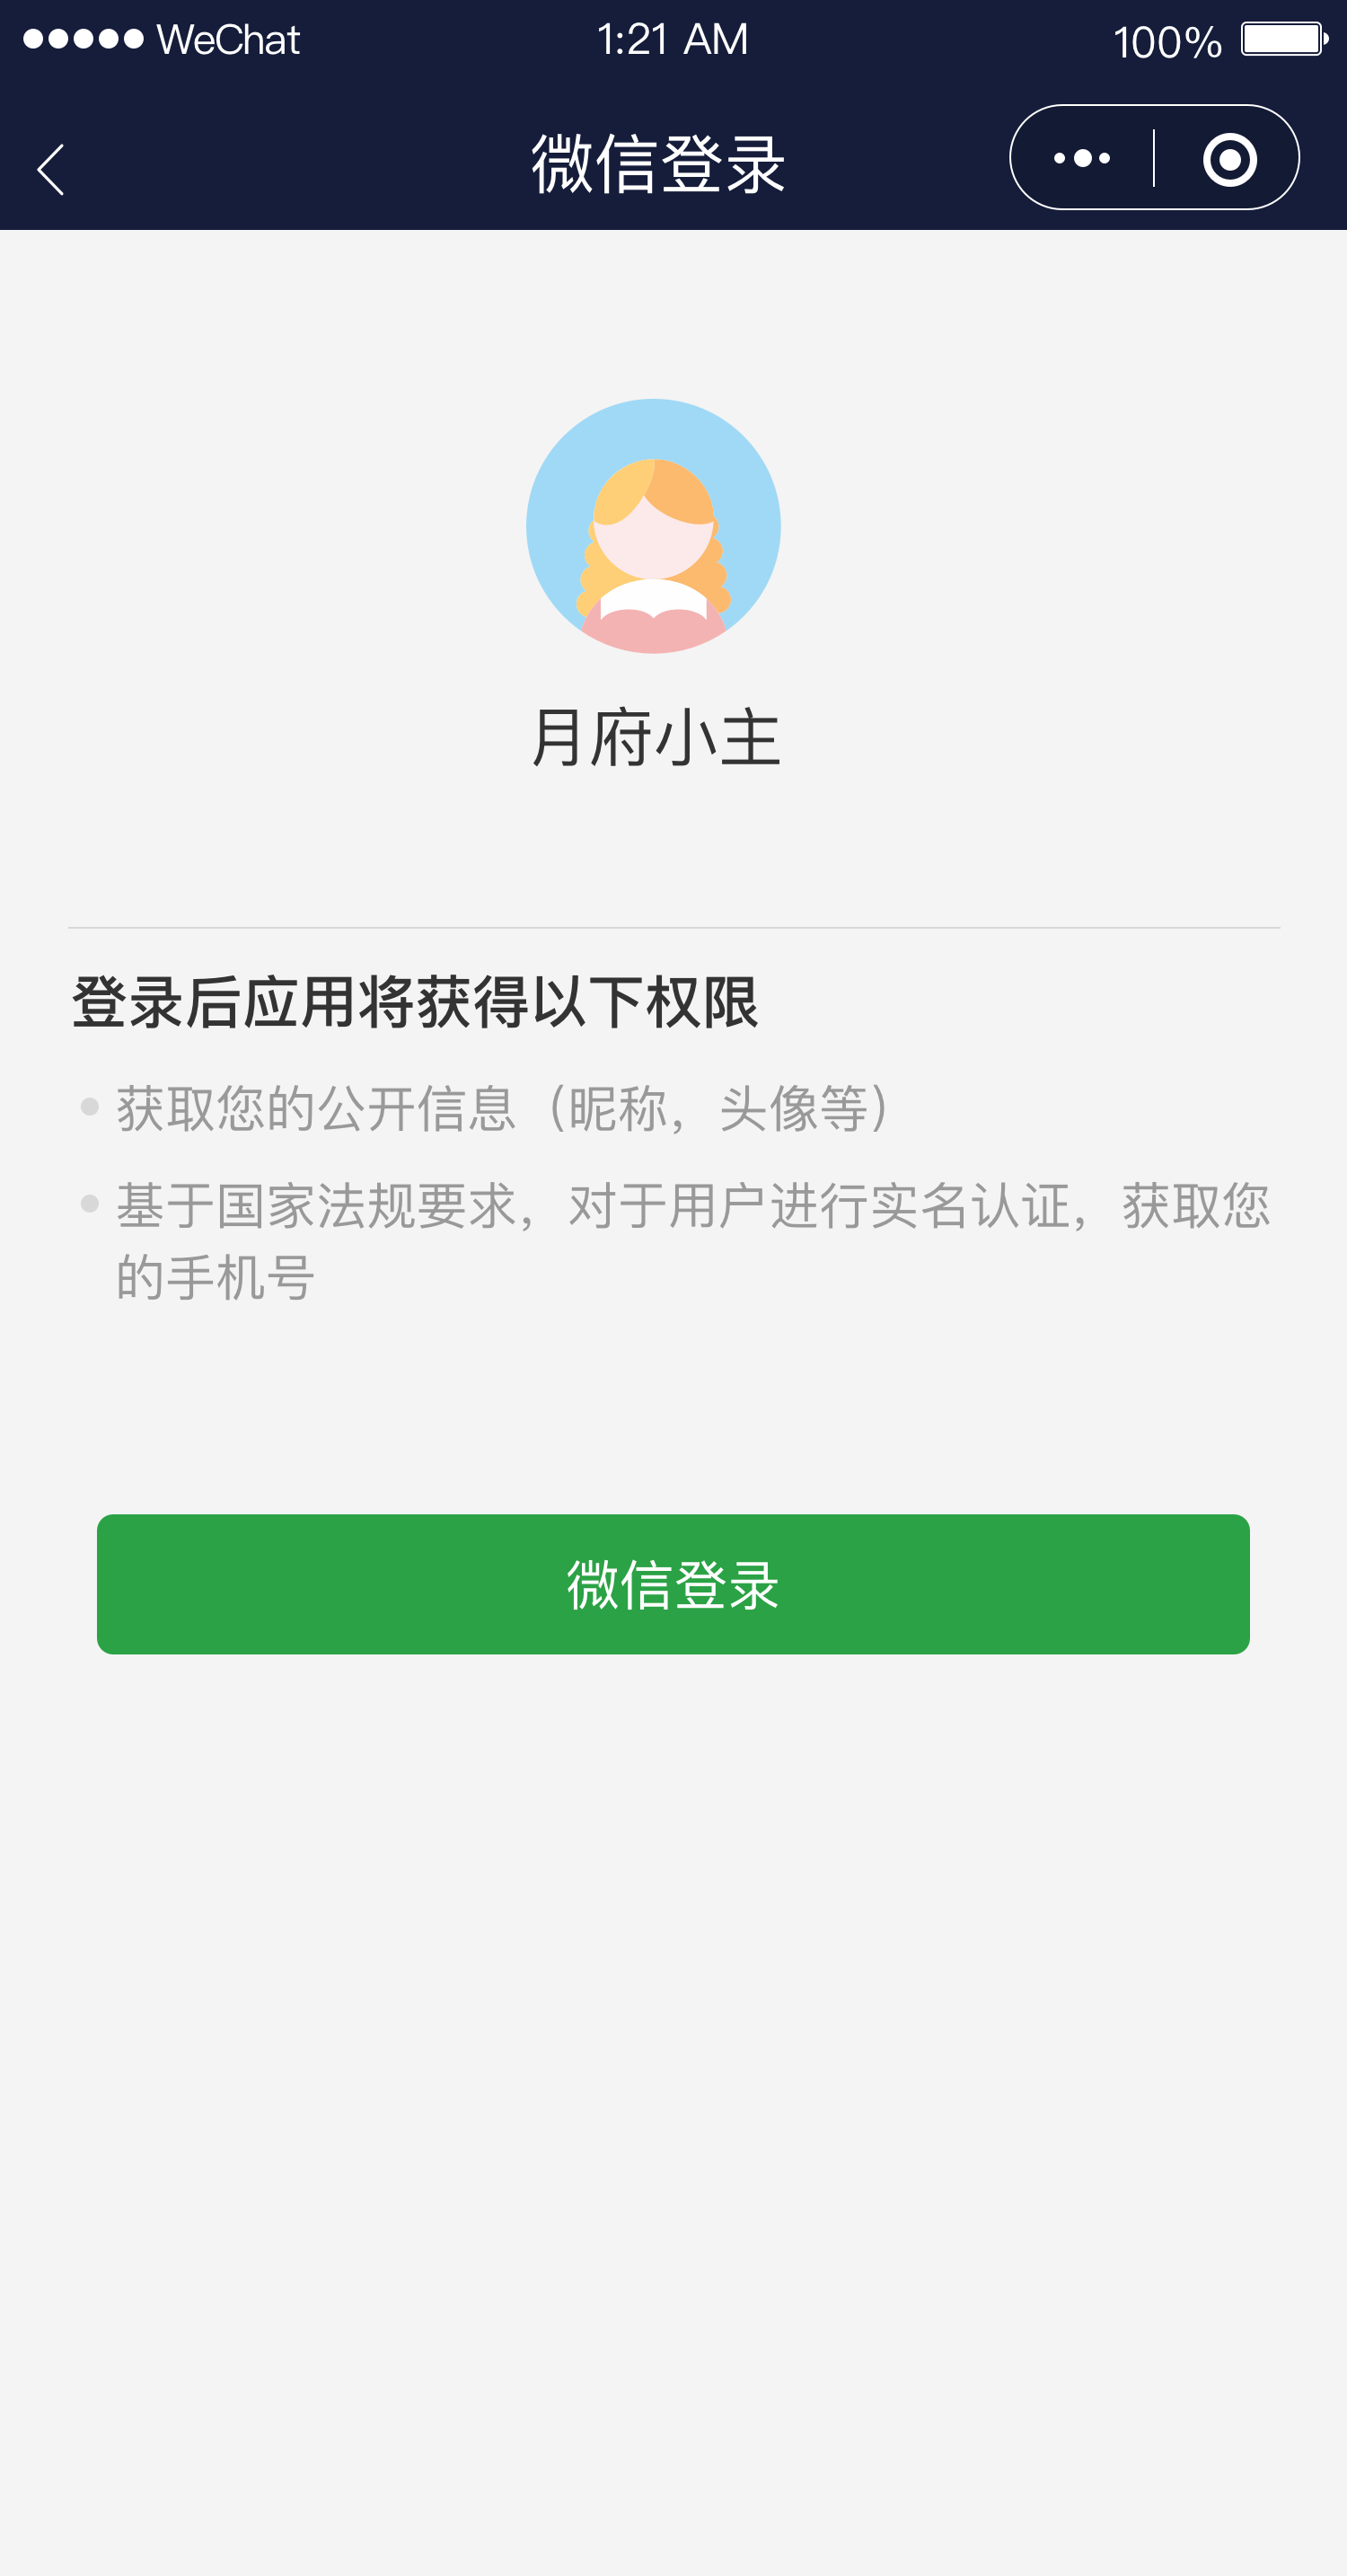 WeChat 1:21 AM 100%
微信登录
月府小主
登录后应用将获得以下权限
获取您的公开信息（昵称，头像等）
基于国家法规要求，对于用户进行实名认证，获取您
的手机号
微信登录